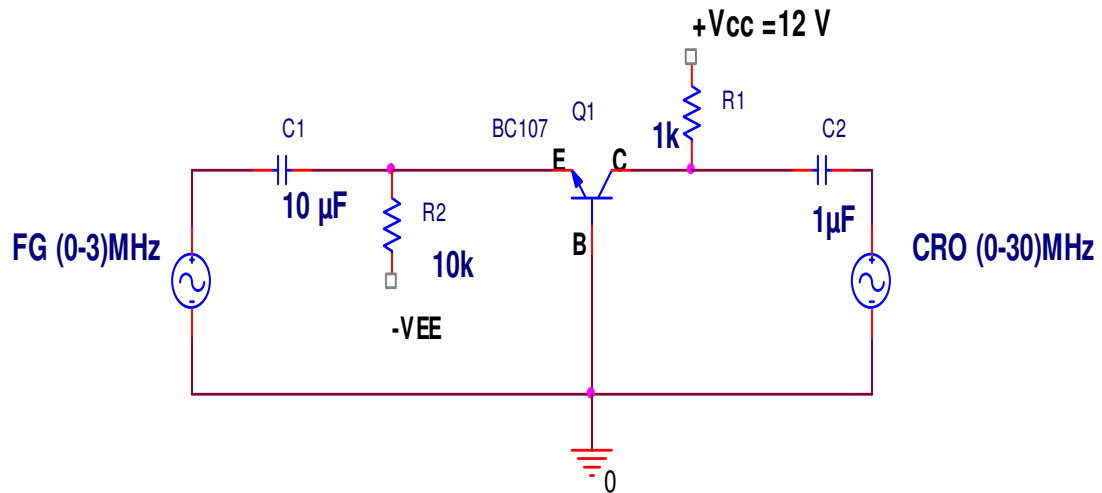 +Vcc =12 V
Q1
R1
BC107
C1
1k
C2
E
C
10 µF
R2
1µF
FG (0-3)MHz
B
CRO (0-30)MHz
10k
-VEE
0